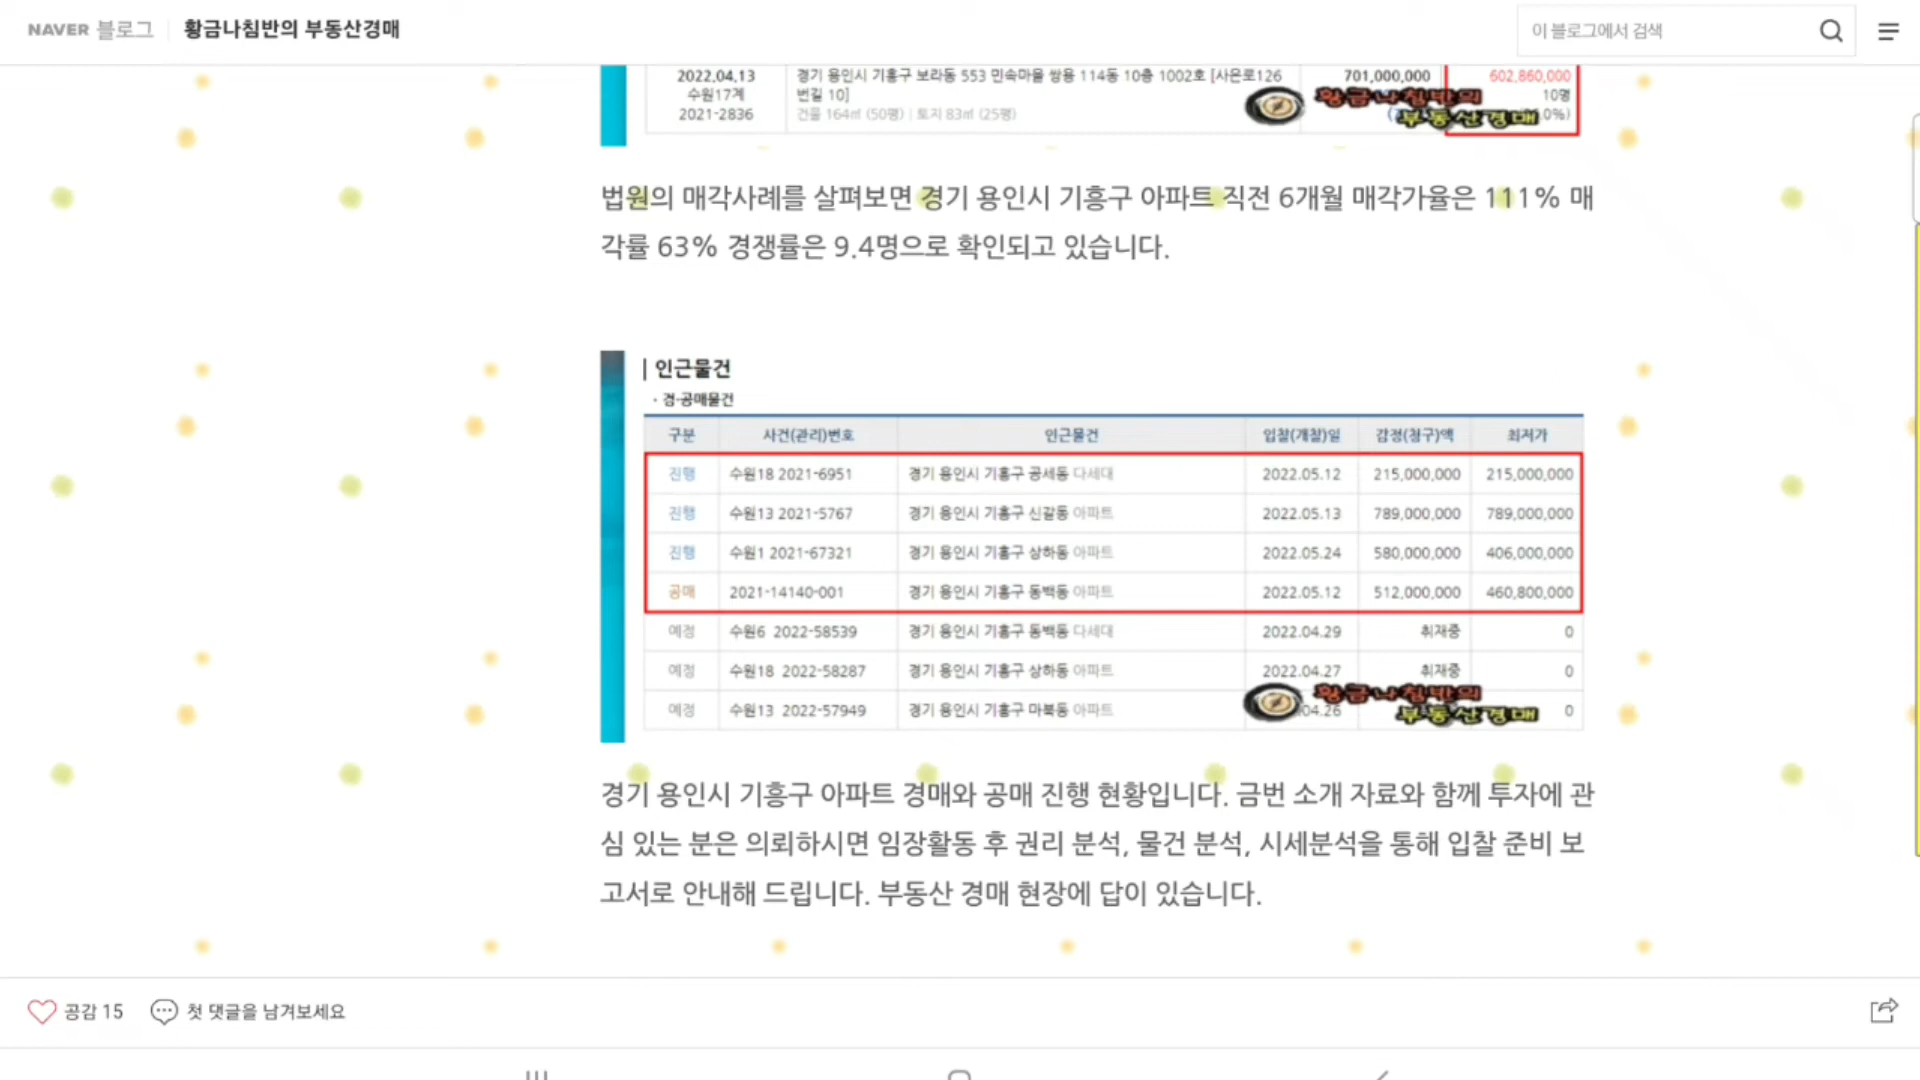 NAVER 블로그 황금나침반의 부동산경매
이 블로그에서 검색
2022.04.13 경기 용인시 기흥구 보라동 553 민속마을 쌍용 114동 10층 1002호 [사은로126 701,000,000 602,860,000
수원17계 번길 10] 10명
2021-2836 건물 164㎡ (50평) | 토지 83㎡ (25평) .0%)
황금나침반의
부동산경매
법원의 매각사례를 살펴보면 경기 용인시 기흥구 아파트 직전 6개월 매각가율은 111% 매
각률 63% 경쟁률은 9.4명으로 확인되고 있습니다.
인근물건
· 경·공매물건
구분 사건(관리)번호 인근물건 입찰(개찰)일 감정(청구)액 최저가
진행 수원18 2021-6951 경기 용인시 기흥구 공세동 다세대 2022.05.12 215,000,000 215,000,000
진행 수원13 2021-5767 경기 용인시 기흥구 신갈동 아파트 2022.05.13 789,000,000 789,000,000
진행 수원1 2021-67321 경기 용인시 기흥구 상하동 아파트 2022.05.24 580,000,000 406,000,000
공매 2021-14140-001 경기 용인시 기흥구 동백동 아파트 2022.05.12 512,000,000 460,800,000
예정 수원6 2022-58539 경기 용인시 기흥구 동백동 다세대 2022.04.29 취재중 0
예정 수원18 2022-58287 경기 용인시 기흥구 상하동 아파트 2022.04.27 취재중 0
예정 수원13 2022-57949 경기 용인시 기흥구 마북동 아파트 04.26 0
황금나침반의
부동산경매
경기 용인시 기흥구 아파트 경매와 공매 진행 현황입니다. 금번 소개 자료와 함께 투자에 관
심 있는 분은 의뢰하시면 임장활동 후 권리 분석, 물건 분석, 시세분석을 통해 입찰 준비 보
고서로 안내해 드립니다. 부동산 경매 현장에 답이 있습니다.
공감 15 첫 댓글을 남겨보세요